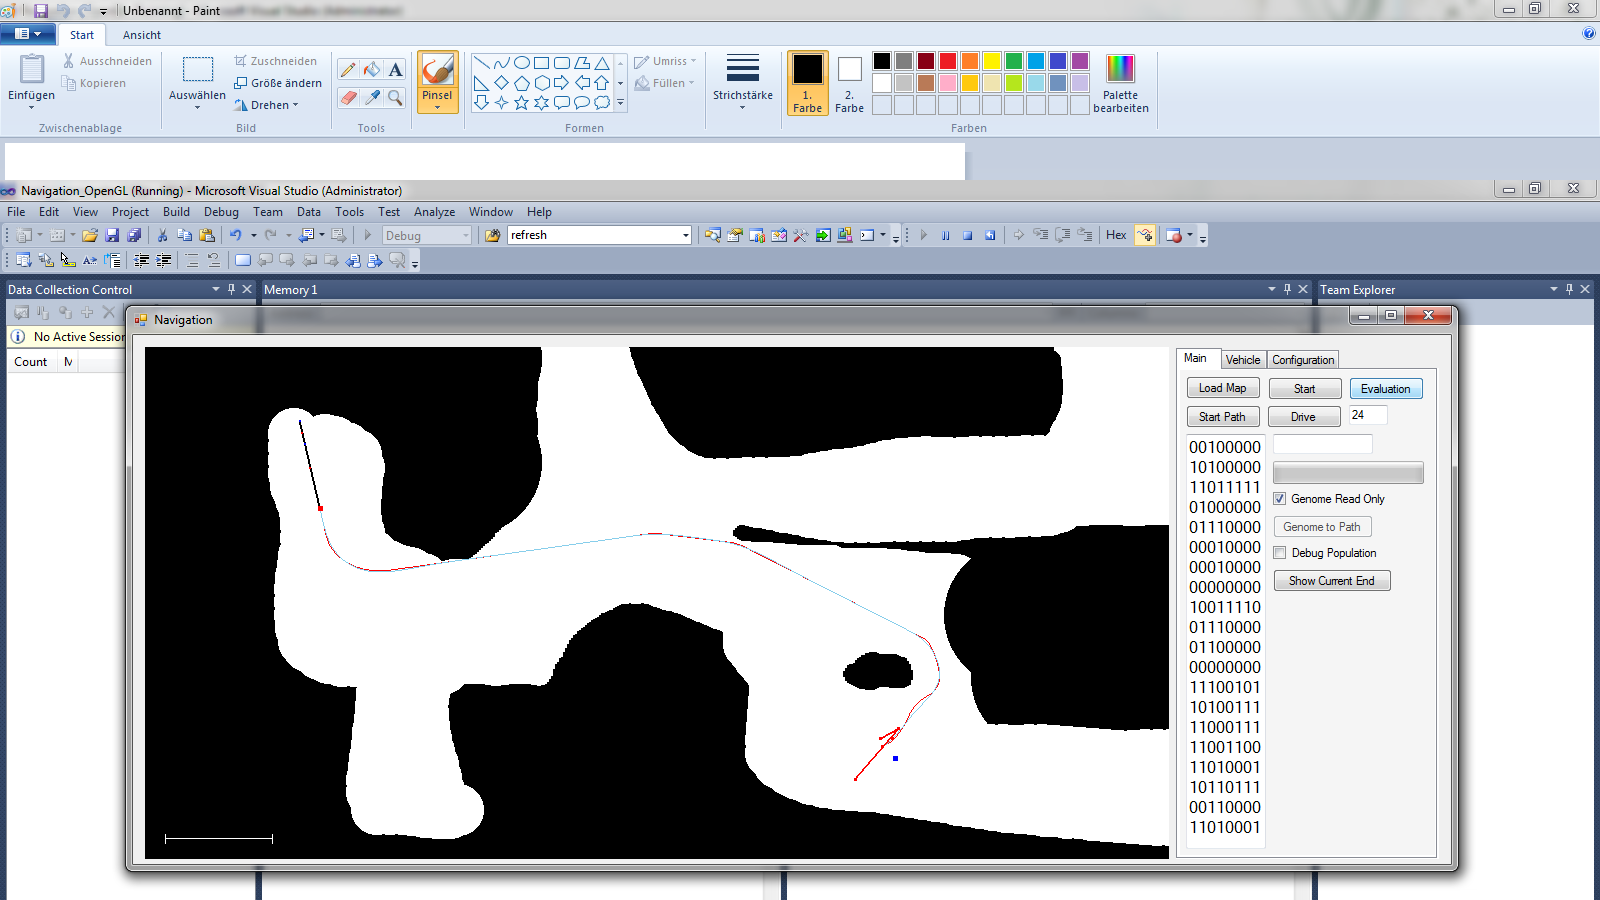 Unbenannt - Paint
Start Ansicht
Ausschneiden
Kopieren
Einfügen
Zwischenablage
Zuschneiden
Größe ändern
Drehen
Auswählen
Bild
A
Tools
Pinsel
Umriss
Füllen
Formen
Strichstärke
1. Farbe
2. Farbe
Palette bearbeiten
Farben
Navigation_OpenGL (Running) - Microsoft Visual Studio (Administrator)
File Edit View Project Build Debug Team Data Tools Test Analyze Window Help
Debug refresh Hex
Data Collection Control
Memory 1
Team Explorer
No Active Session
Count M
Navigation
Main Vehicle Configuration
Load Map Start Evaluation
Start Path Drive 24
00100000
10100000
11011111
01000000
01110000
00010000
00010000
00000000
10011110
01110000
01100000
00000000
11100101
10100111
11000111
11001100
11010001
10110111
00110000
11010001
Genome Read Only
Genome to Path
Debug Population
Show Current End